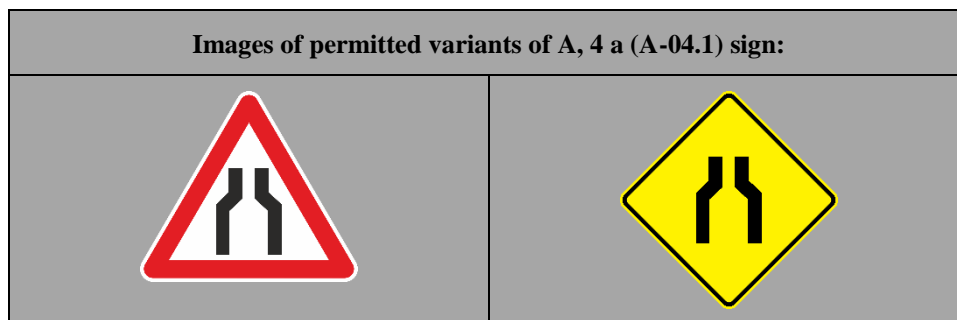 Images of permitted variants of A, 4 a (A-04.1) sign: